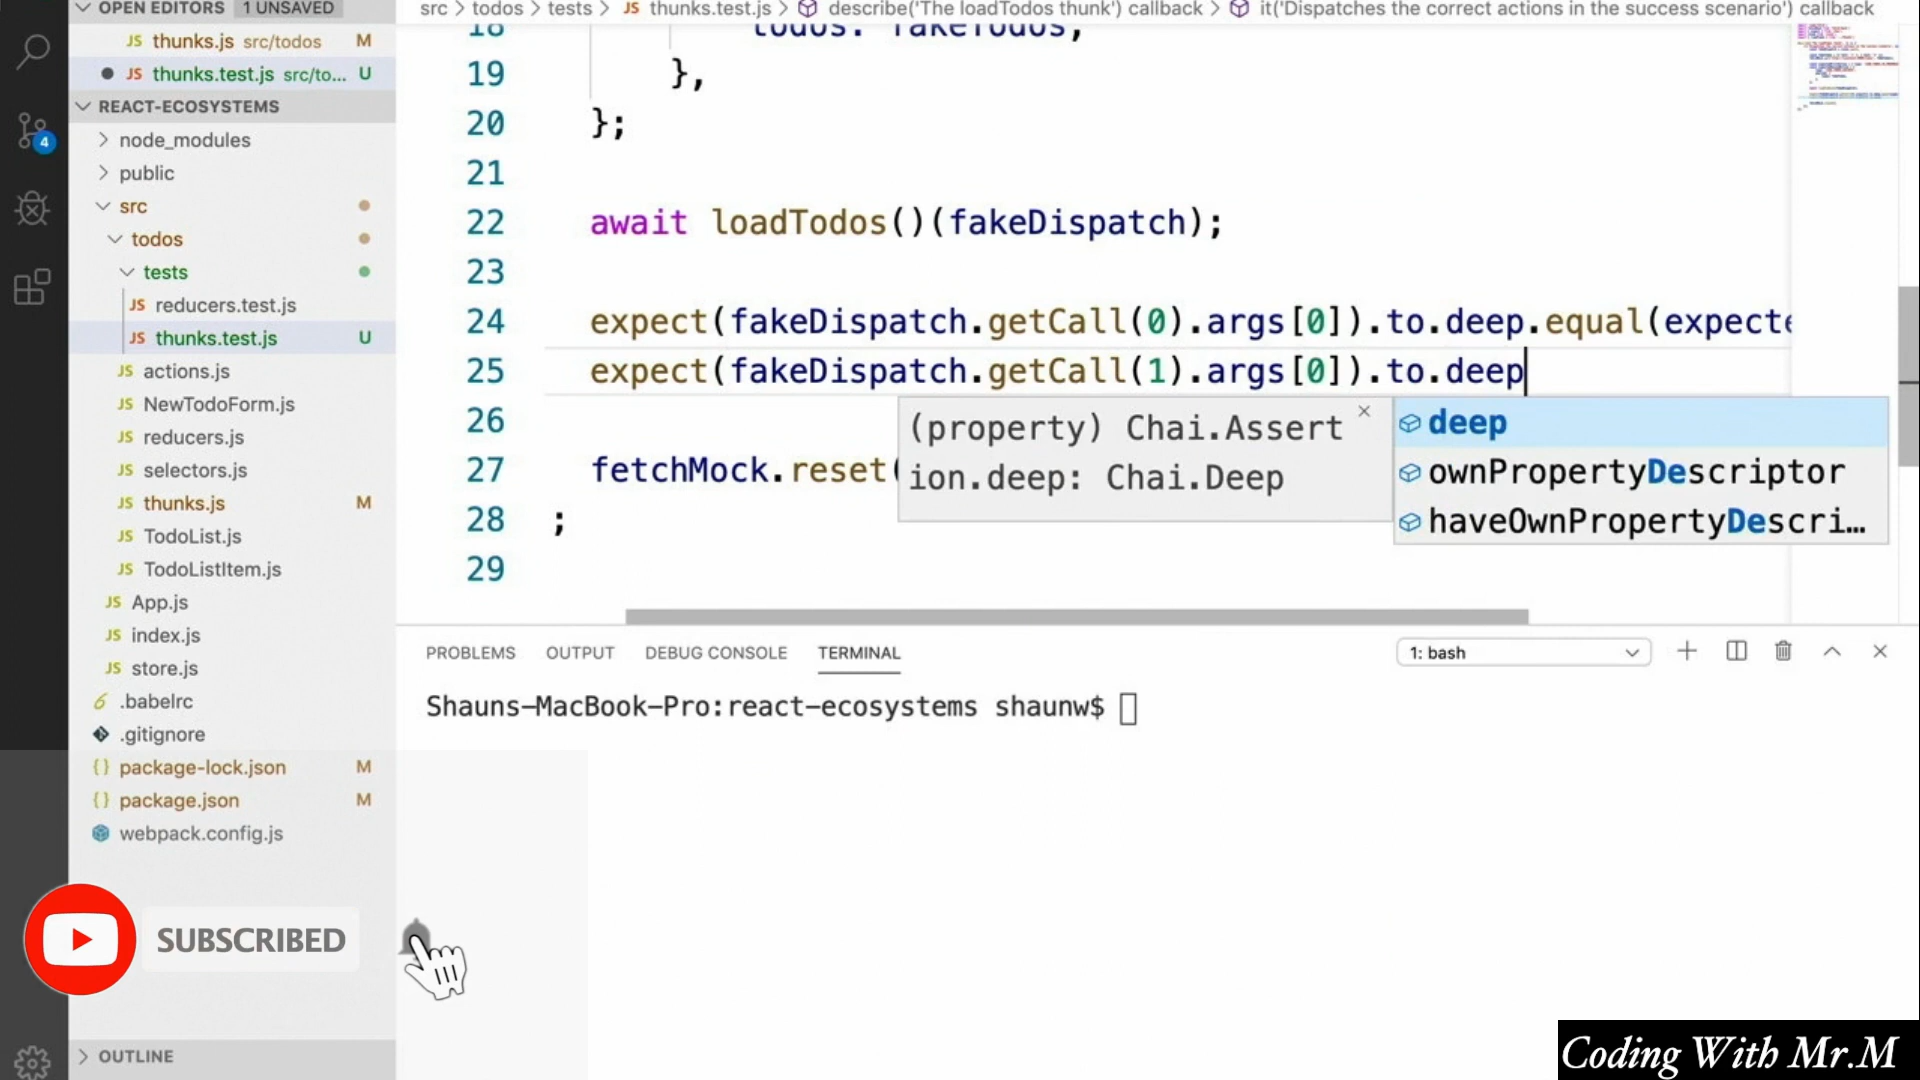 OPEN EDITORS 1 UNSAVED
JS thunks.js src/todos M
JS thunks.test.js src/to... U
REACT-ECOSYSTEMS
node_modules
public
src
todos
tests
JS reducers.test.js
JS thunks.test.js U
JS actions.js
JS NewTodoForm.js
JS reducers.js
JS selectors.js
JS thunks.js M
JS TodoList.js
JS TodoListItem.js
JS App.js
JS index.js
JS store.js
.babelrc
.gitignore
{} package-lock.json M
{} package.json M
webpack.config.js
OUTLINE
4
src > todos > tests > JS thunks.test.js > describe('The loadTodos thunk') callback > it('Dispatches the correct actions in the success scenario') callback
18 todos: fakeTodos,
19 },
20 };
21
22 await loadTodos()(fakeDispatch);
23
24 expect(fakeDispatch.getCall(0).args[0]).to.deep.equal(expecte
25 expect(fakeDispatch.getCall(1).args[0]).to.deep
26
27 fetchMock.reset(
28 ;
29
(property) Chai.Assert
ion.deep: Chai.Deep
deep
ownPropertyDescriptor
haveOwnPropertyDescri…
PROBLEMS OUTPUT DEBUG CONSOLE TERMINAL 1: bash
Shauns-MacBook-Pro:react-ecosystems shaunw$
SUBSCRIBED
Coding With Mr.M